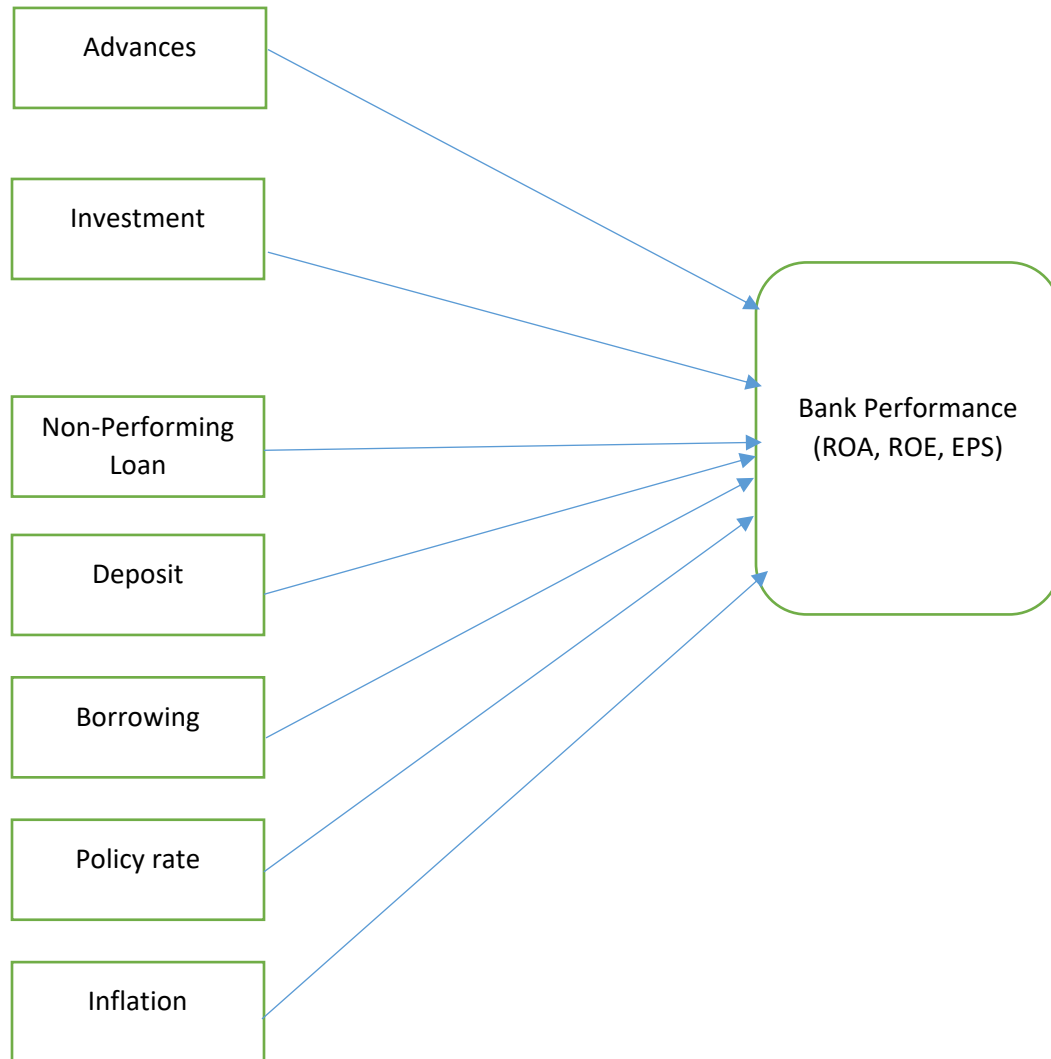 Advances
Investment
Non-Performing
Loan
Deposit
Borrowing
Policy rate
Inflation
Bank Performance
(ROA, ROE, EPS)